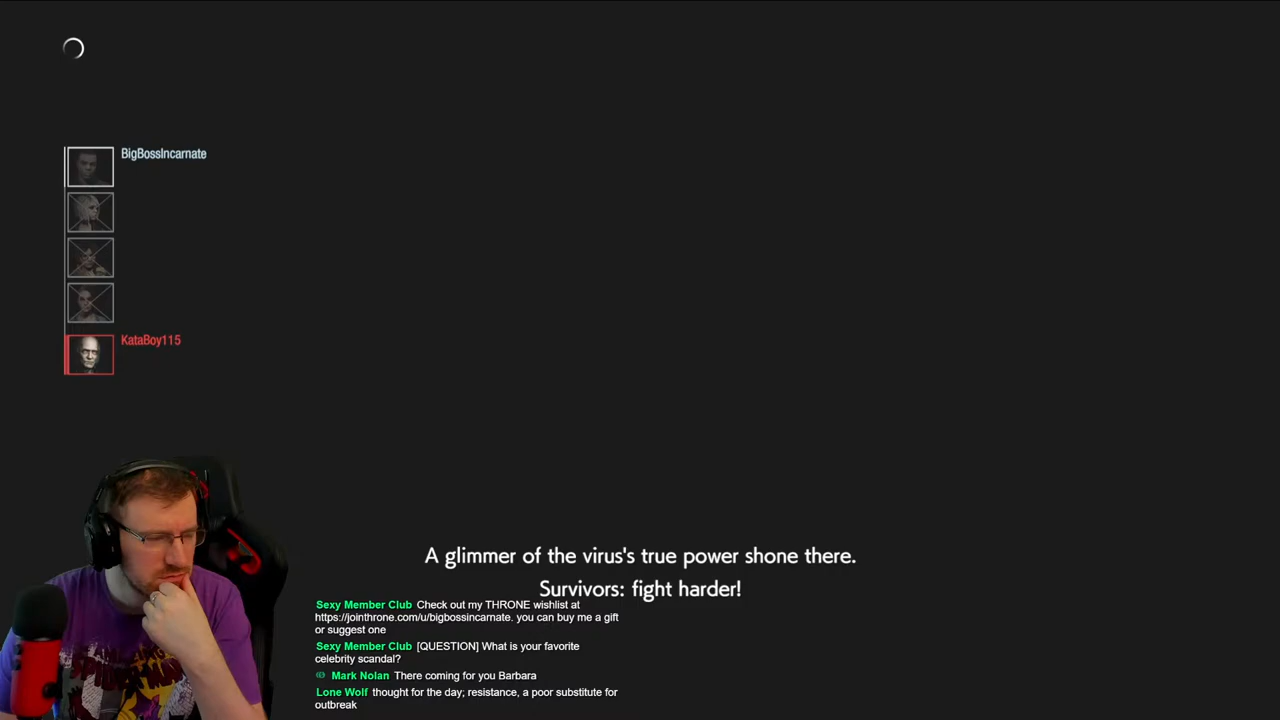 BigBossIncarnate
KataBoy115
A glimmer of the virus's true power shone there.
Survivors: fight harder!
Sexy Member Club Check out my THRONE wishlist at
https://jointhrone.com/u/bigbossincarnate. you can buy me a gift
or suggest one
Sexy Member Club [QUESTION] What is your favorite
celebrity scandal?
Mark Nolan There coming for you Barbara
Lone Wolf thought for the day; resistance, a poor substitute for
outbreak